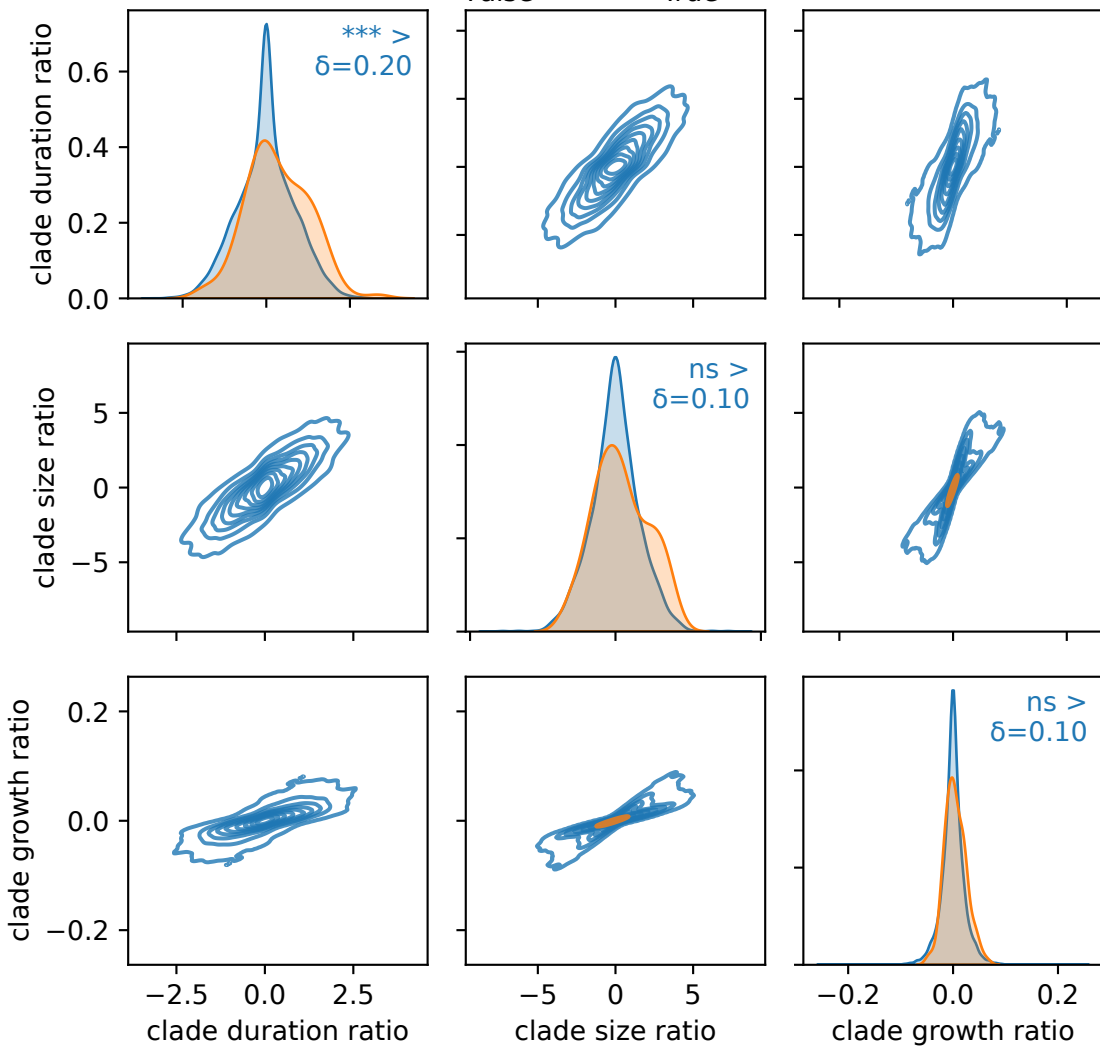 clade duration ratio
0.6
0.4
0.2
0.0
*** >
δ=0.20
clade size ratio
5
0
−5
ns >
δ=0.10
clade growth ratio
0.2
0.0
−0.2
ns >
δ=0.10
−2.5 0.0 2.5
clade duration ratio
−5 0 5
clade size ratio
−0.2 0.0 0.2
clade growth ratio